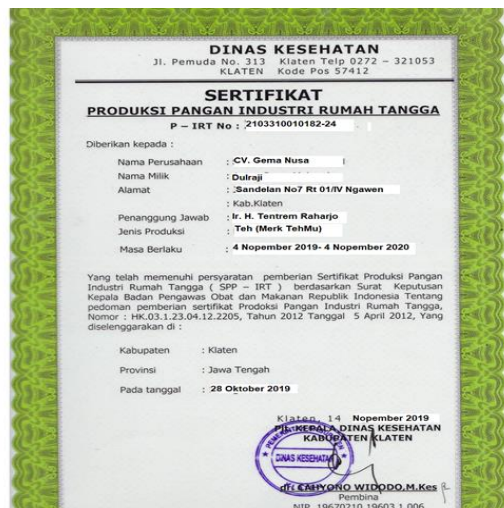 DINAS KESEHATAN
Jl. Pemuda No. 313 Klaten Telp 0272 – 321053
KLATEN Kode Pos 57412
SERTIFIKAT
PRODUKSI PANGAN INDUSTRI RUMAH TANGGA
P – IRT No : 2103310010182-24
Diberikan kepada :
Nama Perusahaan : CV. Gema Nusa
Nama Milik : Dulraji
Alamat : Sandelan No7 Rt 01/IV Ngawen
: Kab.Klaten
Penanggung Jawab : Ir. H. Tentrem Raharjo
Jenis Produksi : Teh (Merk TehMu)
Masa Berlaku : 4 Nopember 2019- 4 Nopember 2020
Yang telah memenuhi persyaratan pemberian Sertifikat Produksi Pangan
Industri Rumah Tangga ( SPP – IRT ) berdasarkan Surat Keputusan
Kepala Badan Pengawas Obat dan Makanan Republik Indonesia Tentang
pedoman pemberian sertifikat Prodoksi Pangan Industri Rumah Tangga,
Nomor : HK.03.1.23.04.12.2205, Tahun 2012 Tanggal 5 April 2012, Yang
diselenggarakan di :
Kabupaten : Klaten
Provinsi : Jawa Tengah
Pada tanggal : 28 Oktober 2019
Klaten, 14 Nopember 2019
KEPALA DINAS KESEHATAN
KABUPATEN KLATEN
DINAS KESEHATAN
dr. CAHYONO WIDODO,M.Kes
Pembina
NIP. 19670210 19603 1 006